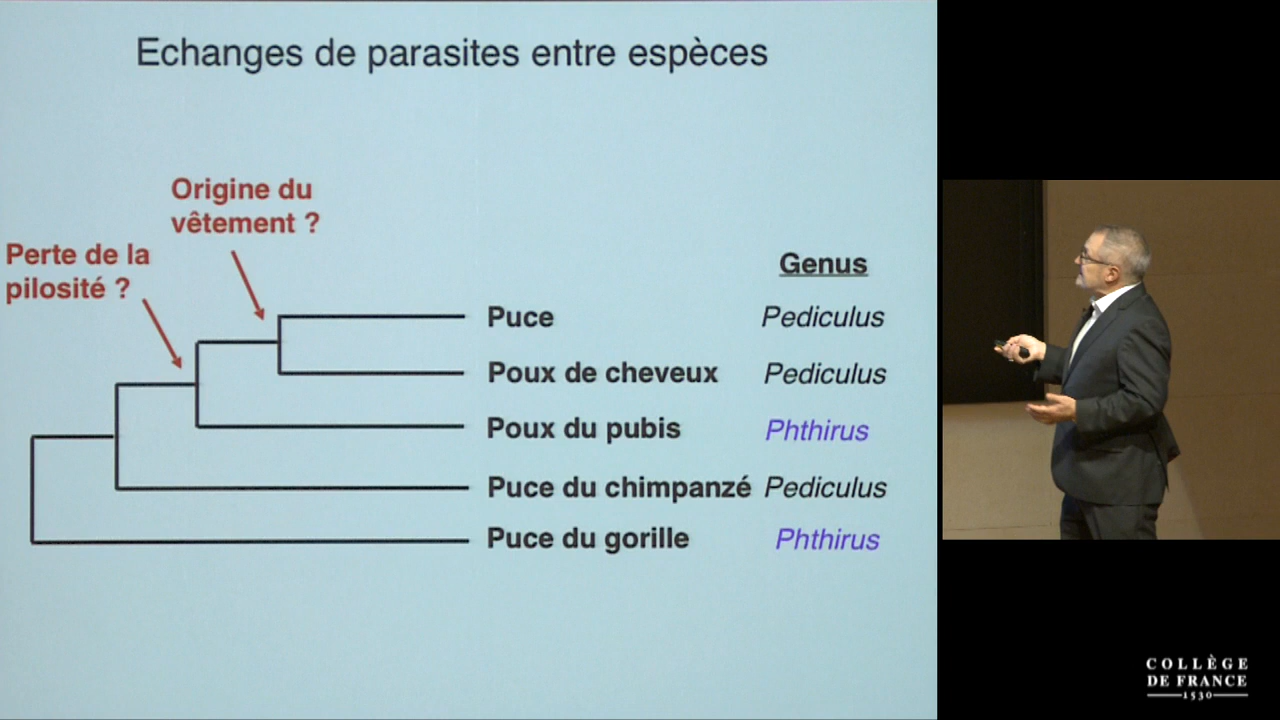 Echanges de parasites entre espèces
Origine du
vêtement ?
Perte de la
pilosité ?
Genus
Puce Pediculus
Poux de cheveux Pediculus
Poux du pubis Phthirus
Puce du chimpanzé Pediculus
Puce du gorille Phthirus
COLLÈGE
DE FRANCE
1530